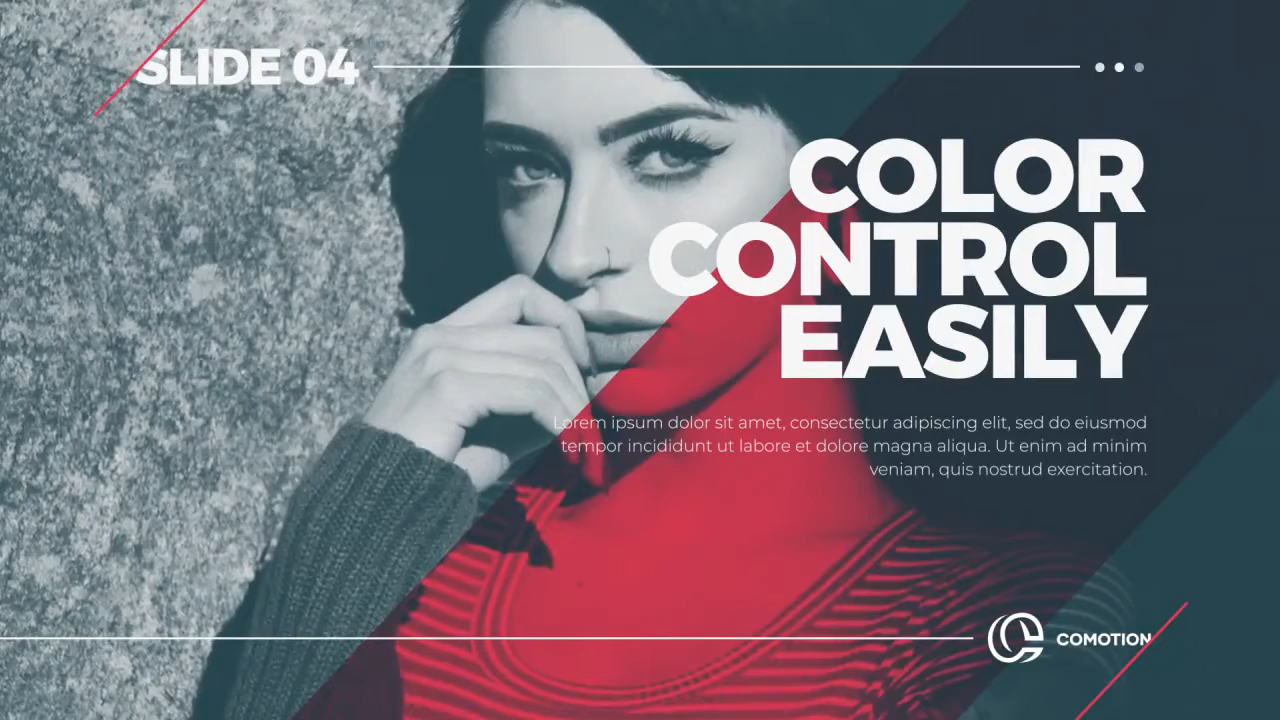 SLIDE 04
COLOR
CONTROL
EASILY
Lorem ipsum dolor sit amet, consectetur adipiscing elit, sed do eiusmod
tempor incididunt ut labore et dolore magna aliqua. Ut enim ad minim
veniam, quis nostrud exercitation.
COMOTION